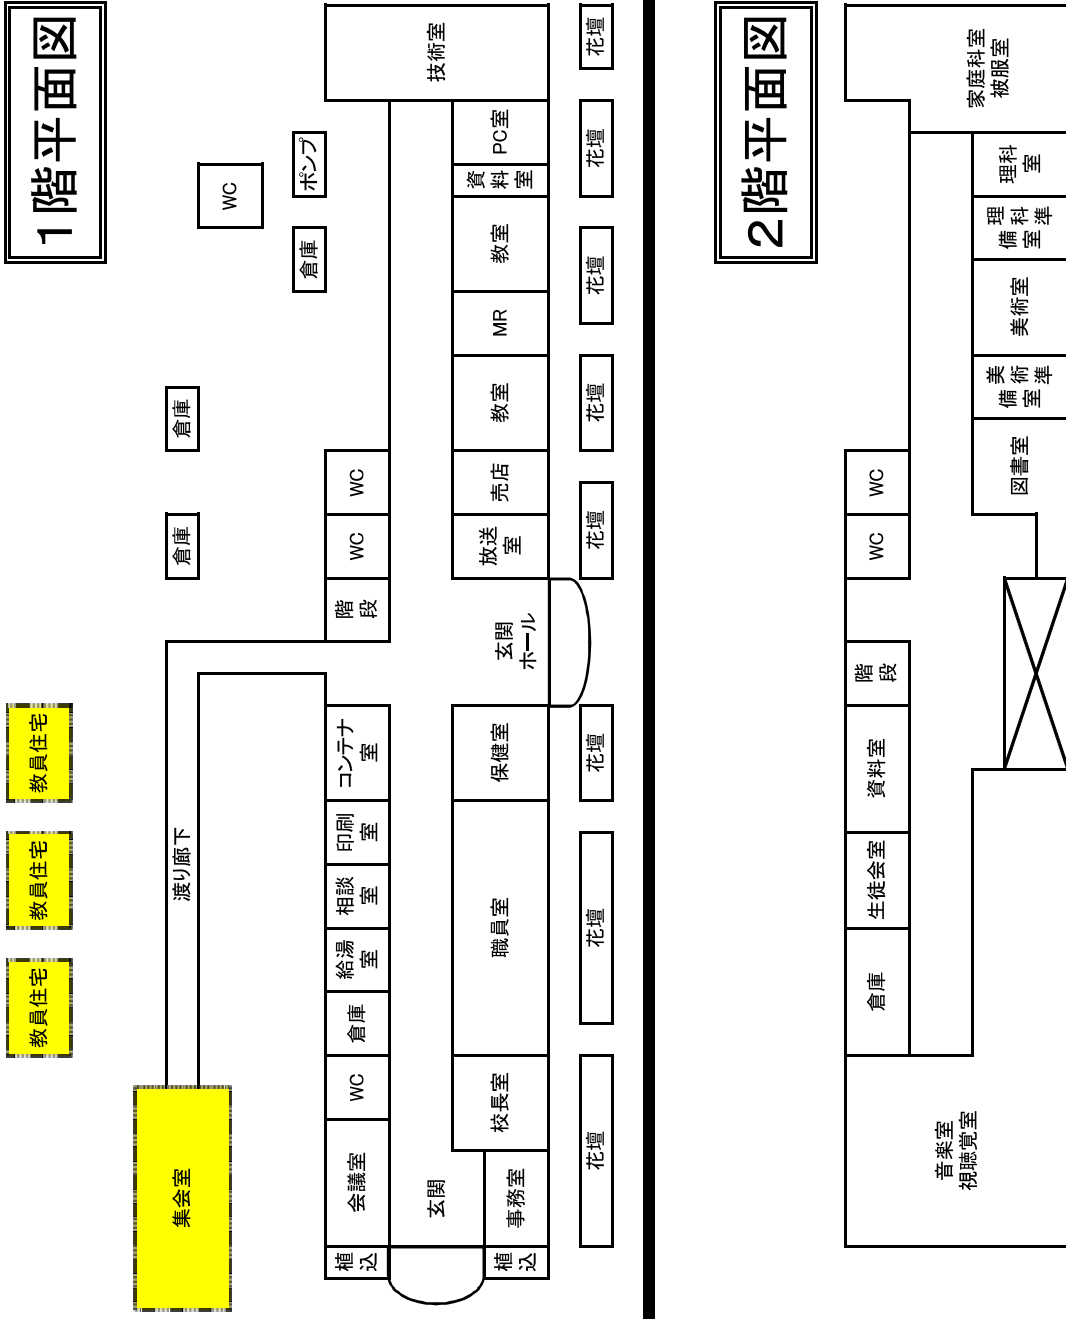 1階平面図
教員住宅
教員住宅
教員住宅
集会室
渡り廊下
倉庫
倉庫
WC
倉庫
ポンプ
植
込
会議室
WC
倉庫
給湯
室
相談
室
印刷
室
コンテナ
室
階
段
WC
WC
玄関
技術室
事務室
植
込
校長室
職員室
保健室
玄関
ホール
放送
室
売店
教室
MR
教室
資
料
室
PC室
花壇
花壇
花壇
花壇
花壇
花壇
花壇
花壇
2階平面図
音楽室
視聴覚室
倉庫
生徒会室
資料室
階
段
WC
WC
図書室
美術準
備室
美術室
理科準
備室
理科
室
家庭科室
被服室